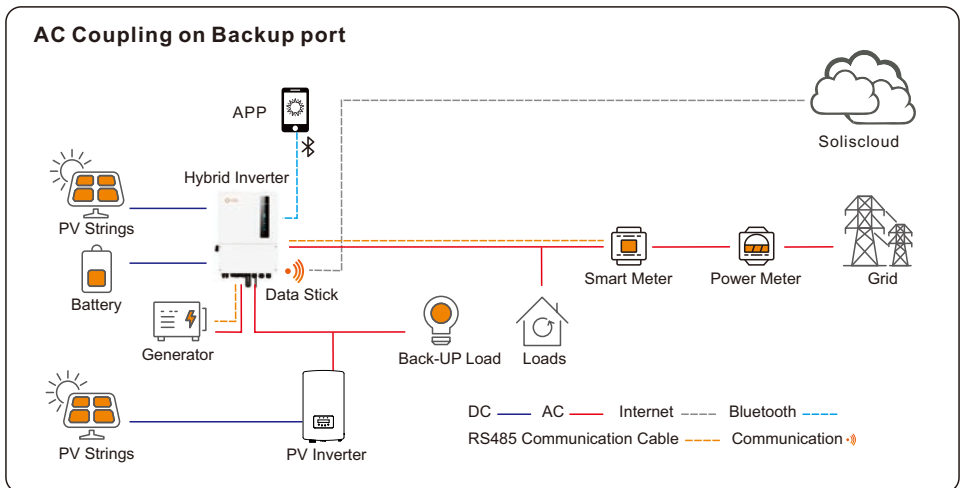 AC Coupling on Backup port
APP
Soliscloud
Hybrid Inverter
PV Strings
Smart Meter
Power Meter
Grid
Battery
Data Stick
Generator
Back-UP Load
Loads
DC AC Internet Bluetooth
RS485 Communication Cable Communication
PV Strings
PV Inverter